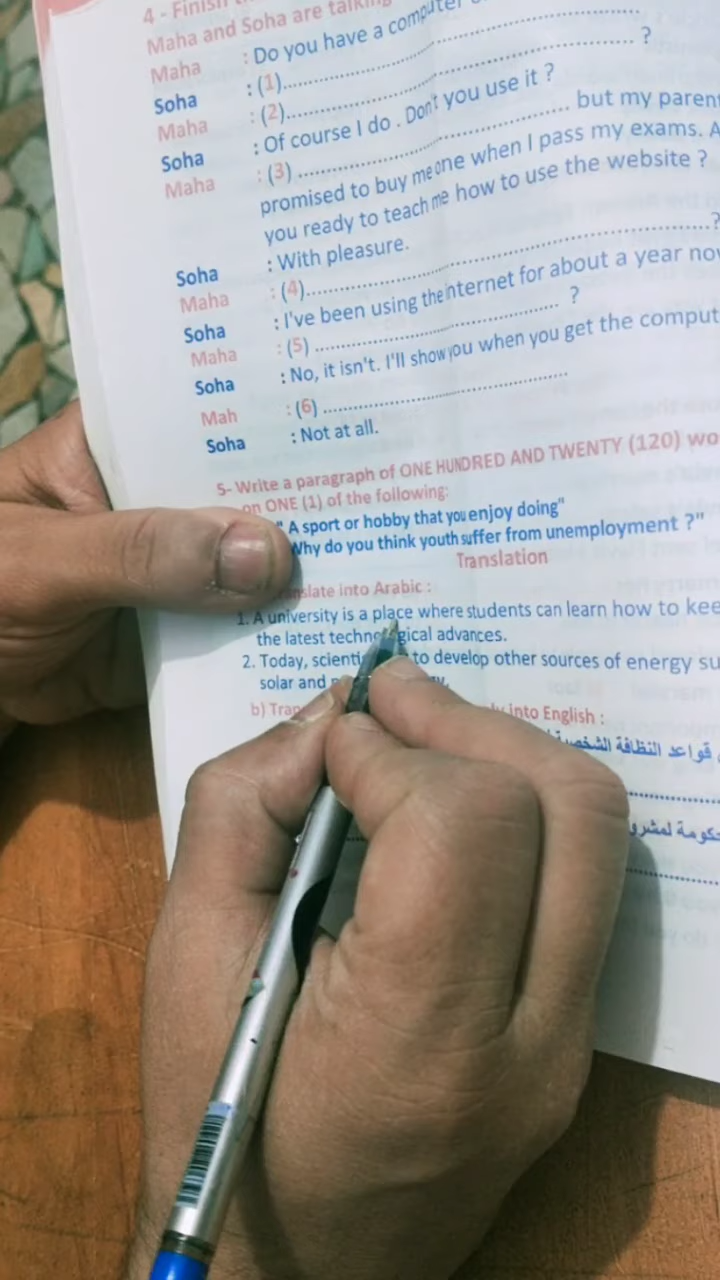 4 - Finish
Maha and Soha are talking
Maha : Do you have a computer
Soha : (1)....................
Maha : (2).................... ?
Soha : Of course I do . Don't you use it ?
Maha : (3) .................... but my parent
promised to buy me one when I pass my exams. A
you ready to teach me how to use the website ?
Soha : With pleasure.
Maha : (4)....................?
Soha : I've been using the internet for about a year now
Maha : (5) .................... ?
Soha : No, it isn't. I'll show you when you get the comput
Mah : (6) ....................
Soha : Not at all.
5- Write a paragraph of ONE HUNDRED AND TWENTY (120) wo
on ONE (1) of the following:
" A sport or hobby that you enjoy doing"
Why do you think youth suffer from unemployment ?"
Translation
anslate into Arabic :
1. A university is a place where students can learn how to kee
the latest technological advances.
2. Today, scienti to develop other sources of energy su
solar and
b) Tran into English :
قواعد النظافة الشخصية
حكومة لمشرو